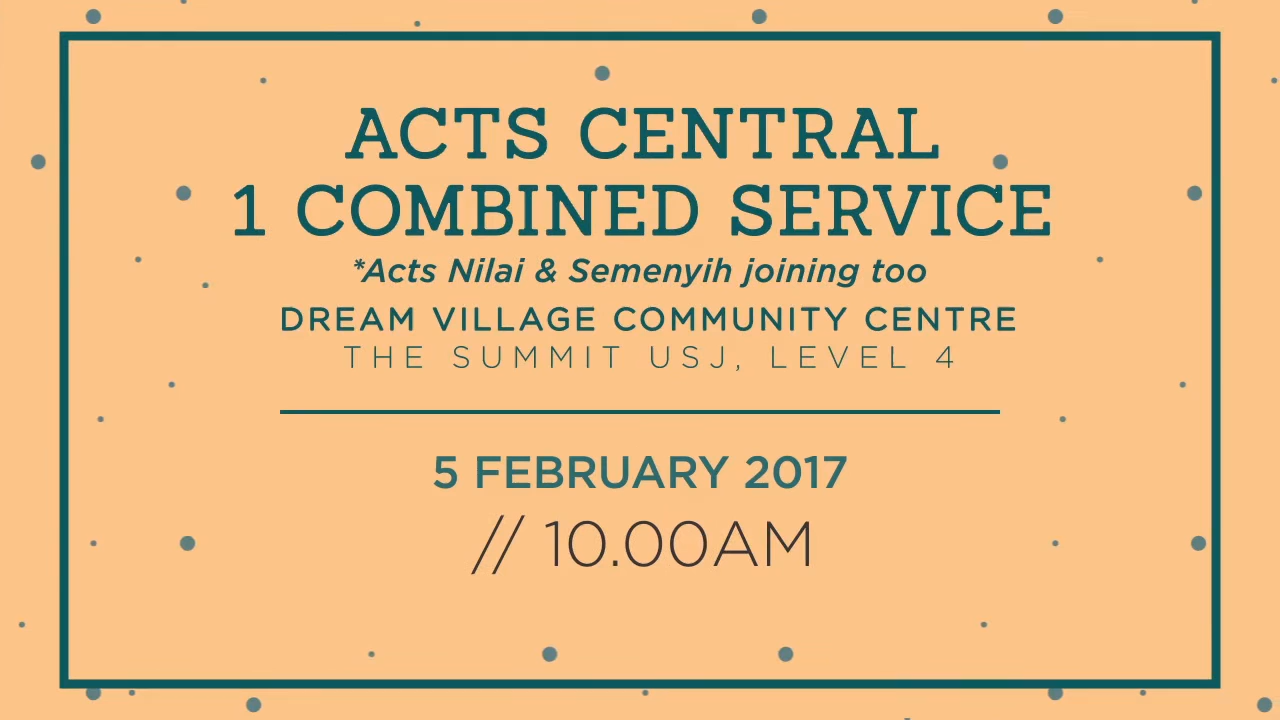 ACTS CENTRAL
1 COMBINED SERVICE
*Acts Nilai & Semenyih joining too
DREAM VILLAGE COMMUNITY CENTRE
THE SUMMIT USJ, LEVEL 4
5 FEBRUARY 2017
// 10.00AM